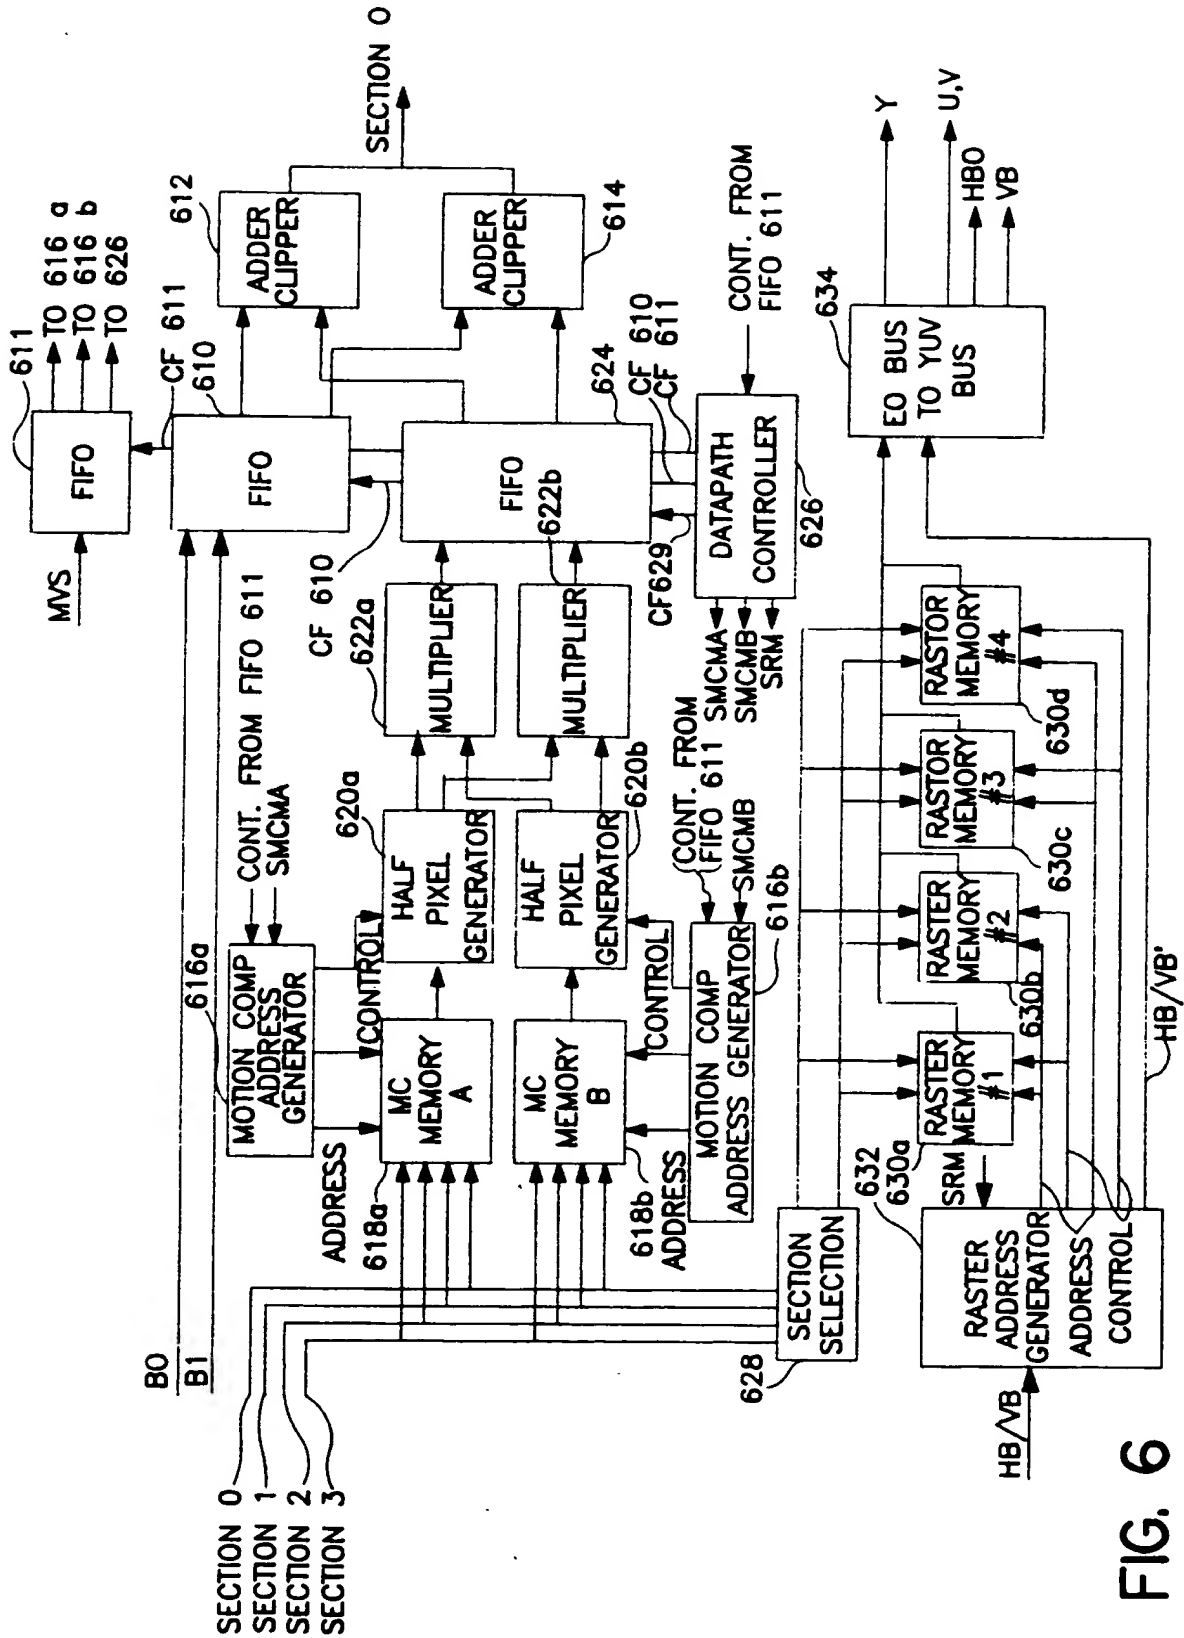 MVS
611
FIFO
TO 616 a
TO 616 b
TO 626
CF 611
610
FIFO
B0
B1
612
ADDER
CLIPPER
SECTION 0
ADDER
CLIPPER
614
616a
MOTION COMP
ADDRESS
GENERATOR
CONT. FROM FIFO 611
SMCMA
CF 610
SECTION 0
SECTION 1
SECTION 2
SECTION 3
ADDRESS
618a
MC
MEMORY
A
CONTROL
620a
HALF
PIXEL
GENERATOR
622a
MULTIPLIER
FIFO
624
CF 610
CF 611
MC
MEMORY
B
618b
ADDRESS
CONTROL
HALF
PIXEL
GENERATOR
620b
MULTIPLIER
622b
MOTION COMP
ADDRESS GENERATOR
616b
(CONT. FROM
(FIFO 611
SMCMB
CF629
DATAPATH
CONTROLLER
626
CONT. FROM
FIFO 611
SMCMA
SMCMB
SRM
SECTION
SELECTION
628
632
630a
SRM
RASTER
MEMORY
#1
RASTER
MEMORY
#2
630b
RASTOR
MEMORY
#3
630c
RASTOR
MEMORY
#4
630d
634
EO BUS
TO YUV
BUS
Y
U,V
HBO
VB
HB/VB
RASTER
ADDRESS
GENERATOR
ADDRESS
CONTROL
HB/VB'
FIG. 6